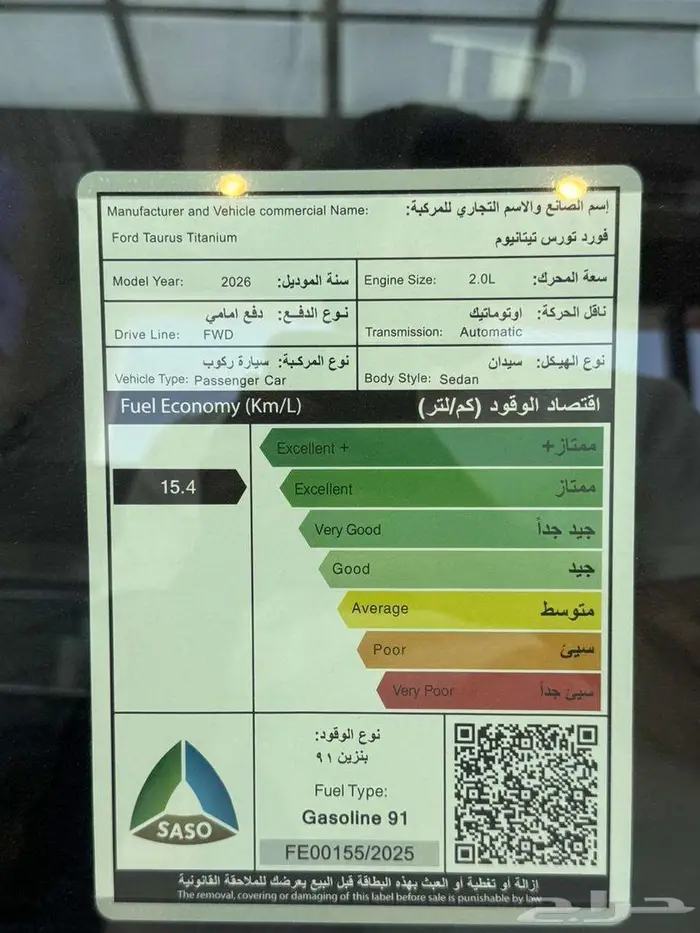 Manufacturer and Vehicle commercial Name: إسم الصانع والاسم التجاري للمركبة:
Ford Taurus Titanium فورد تورس تيتانيوم
Model Year: 2026 سنة الموديل: Engine Size: 2.0L سعة المحرك:
نوع الدفع: دفع امامي ناقل الحركة: اوتوماتيك
Drive Line: FWD Transmission: Automatic
نوع المركبة: سيارة ركوب نوع الهيكل: سيدان
Vehicle Type: Passenger Car Body Style: Sedan
Fuel Economy (Km/L) اقتصاد الوقود (كم/لتر)
Excellent + ممتاز+
15.4 Excellent ممتاز
Very Good جيد جداً
Good جيد
Average متوسط
Poor سيئ
Very Poor سيئ جداً
نوع الوقود:
بنزين ٩١
Fuel Type:
Gasoline 91
SASO
FE00155/2025
إزالة أو تغطية أو العبث بهذه البطاقة قبل البيع يعرضك للملاحقة القانونية
The removal, covering or damaging of this label before sale is punishable by law
حراج